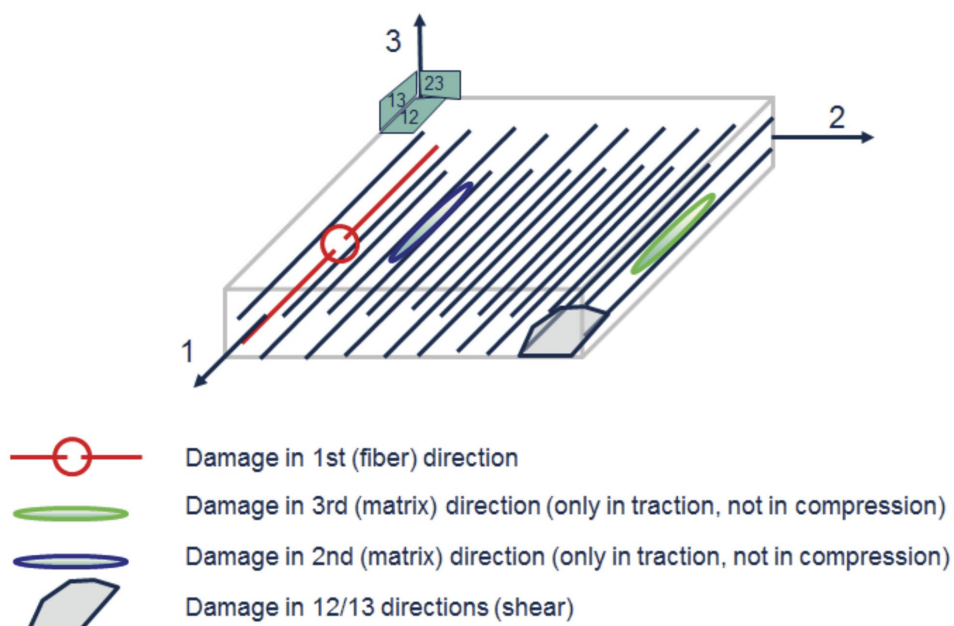 3
23
13
12
2
1
Damage in 1st (fiber) direction
Damage in 3rd (matrix) direction (only in traction, not in compression)
Damage in 2nd (matrix) direction (only in traction, not in compression)
Damage in 12/13 directions (shear)